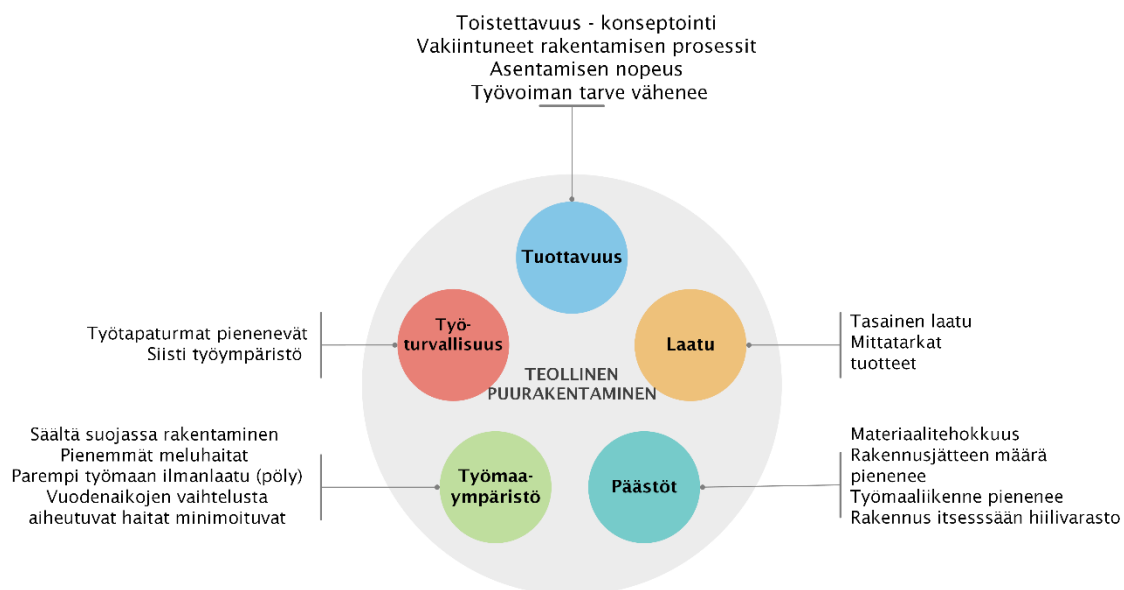 Toistettavuus - konseptointi
Vakiintuneet rakentamisen prosessit
Asentamisen nopeus
Työvoiman tarve vähenee
Tuottavuus
Työ-
turvallisuus
Laatu
TEOLLINEN
PUURAKENTAMINEN
Työmaa-
ympäristö
Päästöt
Työtapaturmat pienenevät
Siisti työympäristö
Tasainen laatu
Mittatarkat
tuotteet
Säältä suojassa rakentaminen
Pienemmät meluhaitat
Parempi työmaan ilmanlaatu (pöly)
Vuodenaikojen vaihtelusta
aiheutuvat haitat minimoituvat
Materiaalitehokkuus
Rakennusjätteen määrä
pienenee
Työmaaliikenne pienenee
Rakennus itsesssään hiilivarasto